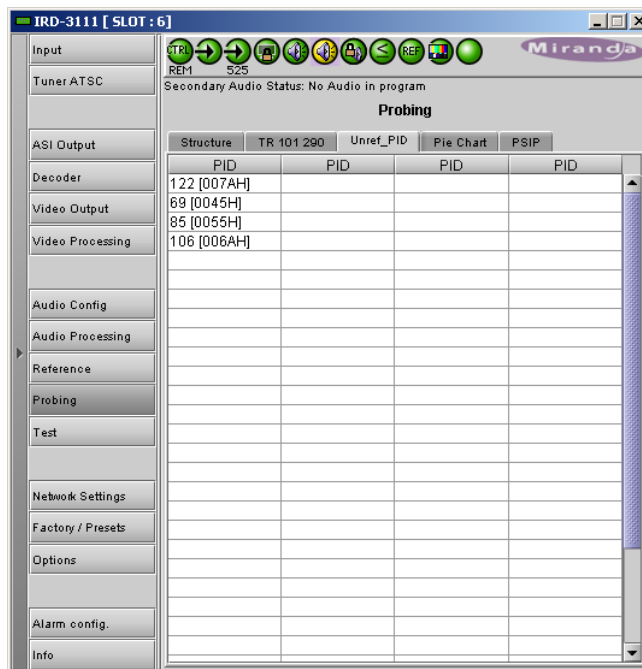 IRD-3111 [ SLOT : 6]
Input
Tuner ATSC
ASI Output
Decoder
Video Output
Video Processing
Audio Config
Audio Processing
Reference
Probing
Test
Network Settings
Factory / Presets
Options
Alarm config.
Info
CTRL REF Miranda
REM 525
Secondary Audio Status: No Audio in program
Probing
Structure TR 101 290 Unref_PID Pie Chart PSIP
PID PID PID PID
122 [007AH]
69 [0045H]
85 [0055H]
106 [006AH]